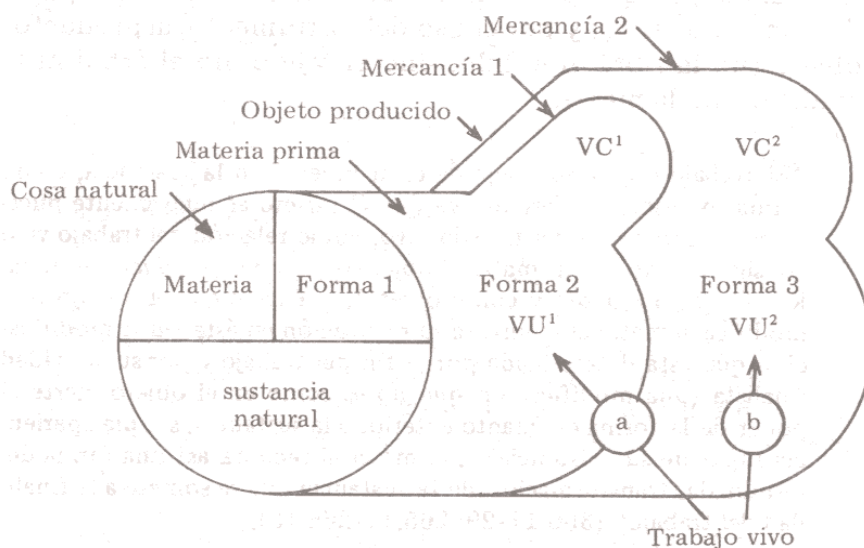 Mercancía 2
Mercancía 1
Objeto producido
Materia prima
Cosa natural
VC¹
VC²
Materia
Forma 1
Forma 2
Forma 3
VU¹
VU²
sustancia
natural
a
b
Trabajo vivo